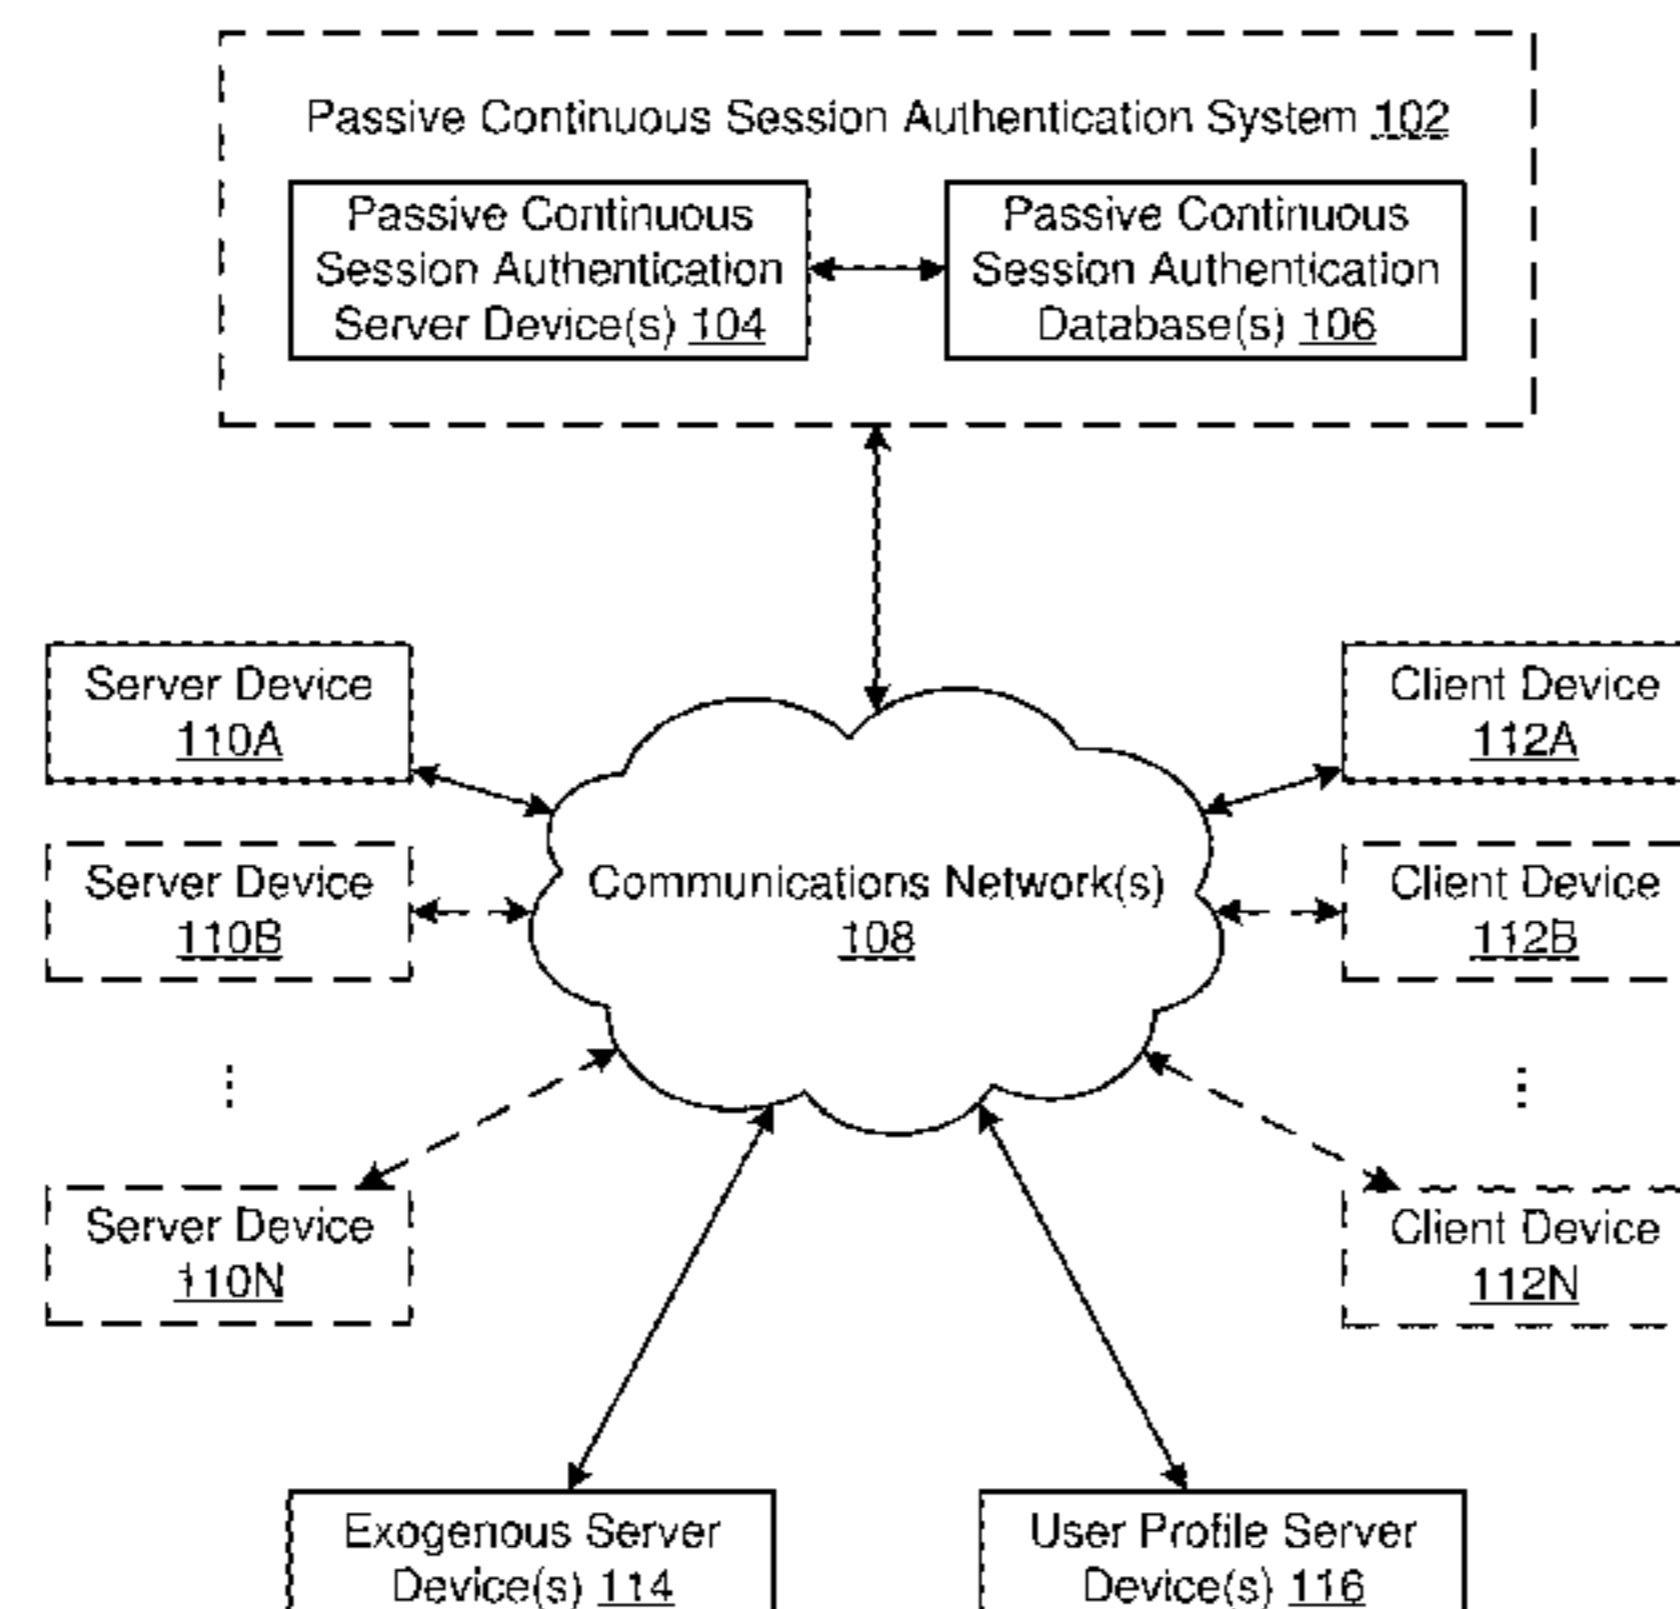 Passive Continuous Session Authentication System 102
Passive Continuous
Session Authentication
Server Device(s) 104
Passive Continuous
Session Authentication
Database(s) 106
Server Device
110A
Client Device
112A
Server Device
110B
Communications Network(s)
108
Client Device
112B
Server Device
110N
Client Device
112N
Exogenous Server
Device(s) 114
User Profile Server
Device(s) 116